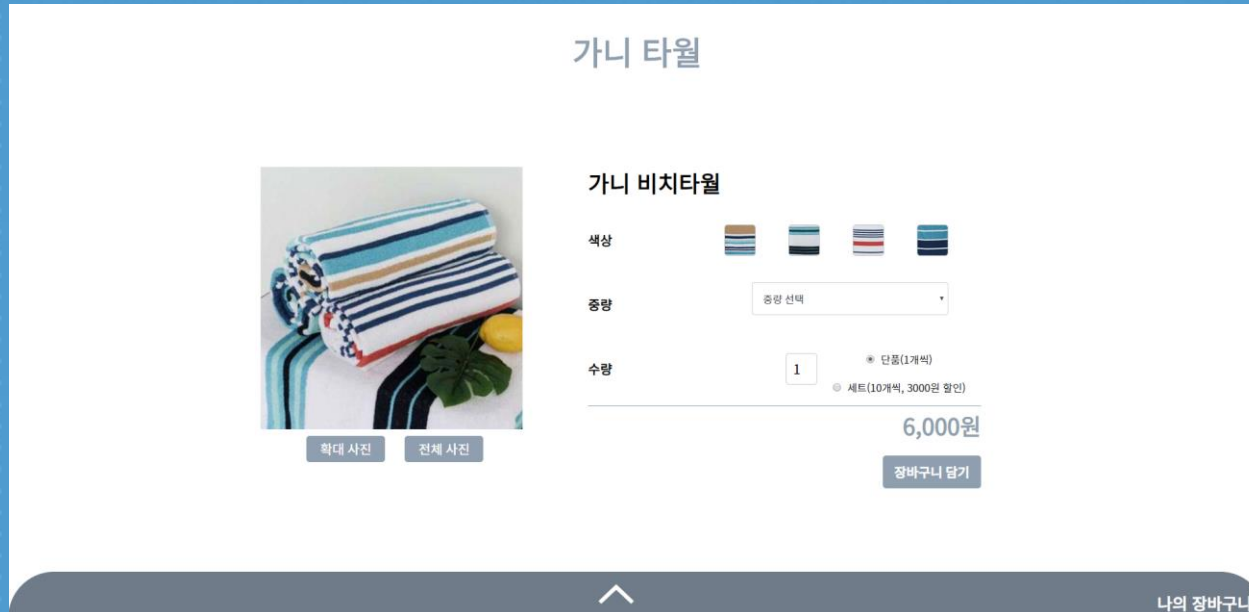 가니 타월
가니 비치타월
색상
중량
중량 선택
수량
1
단품(1개씩)
세트(10개씩, 3000원 할인)
6,000원
확대 사진
전체 사진
장바구니 담기
나의 장바구니